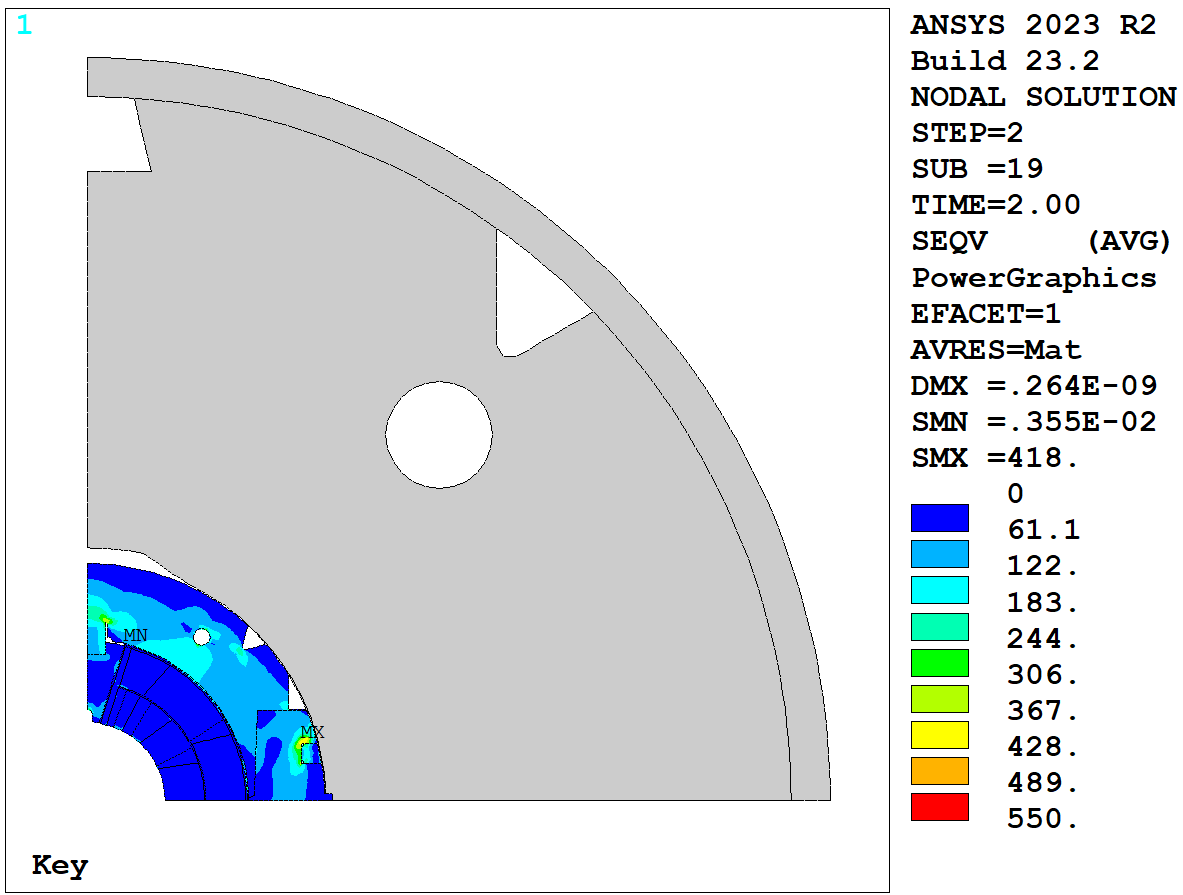 1
ANSYS 2023 R2
Build 23.2
NODAL SOLUTION
STEP=2
SUB =19
TIME=2.00
SEQV (AVG)
PowerGraphics
EFACET=1
AVRES=Mat
DMX =.264E-09
SMN =.355E-02
SMX =418.
0
61.1
122.
183.
244.
306.
367.
428.
489.
550.
MN
MX
Key